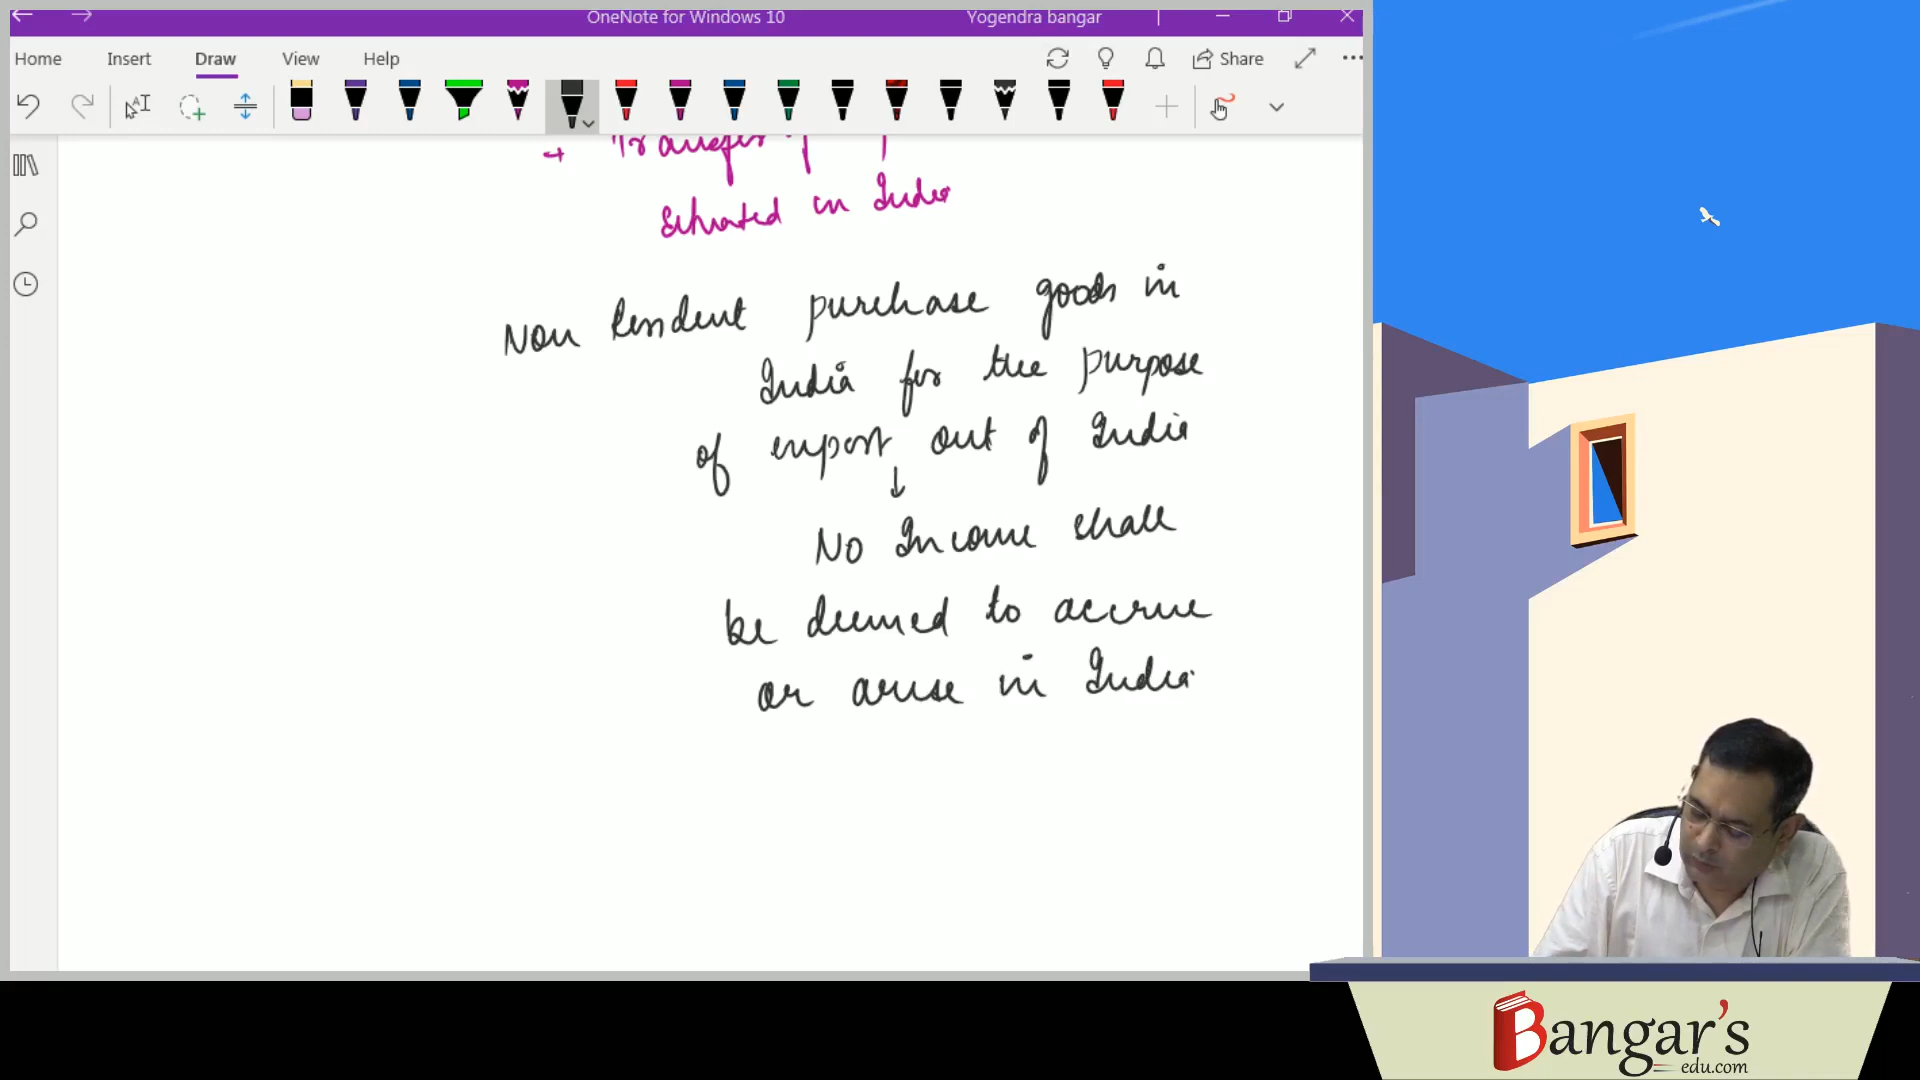 OneNote for Windows 10
Yogendra bangar
Home Insert Draw View Help
Share
→ Transfer of
situated in India
Non Resident purchase goods in
India for the purpose
of export out of India
↓
No Income shall
be deemed to accrue
or arise in India
Bangar's
edu.com